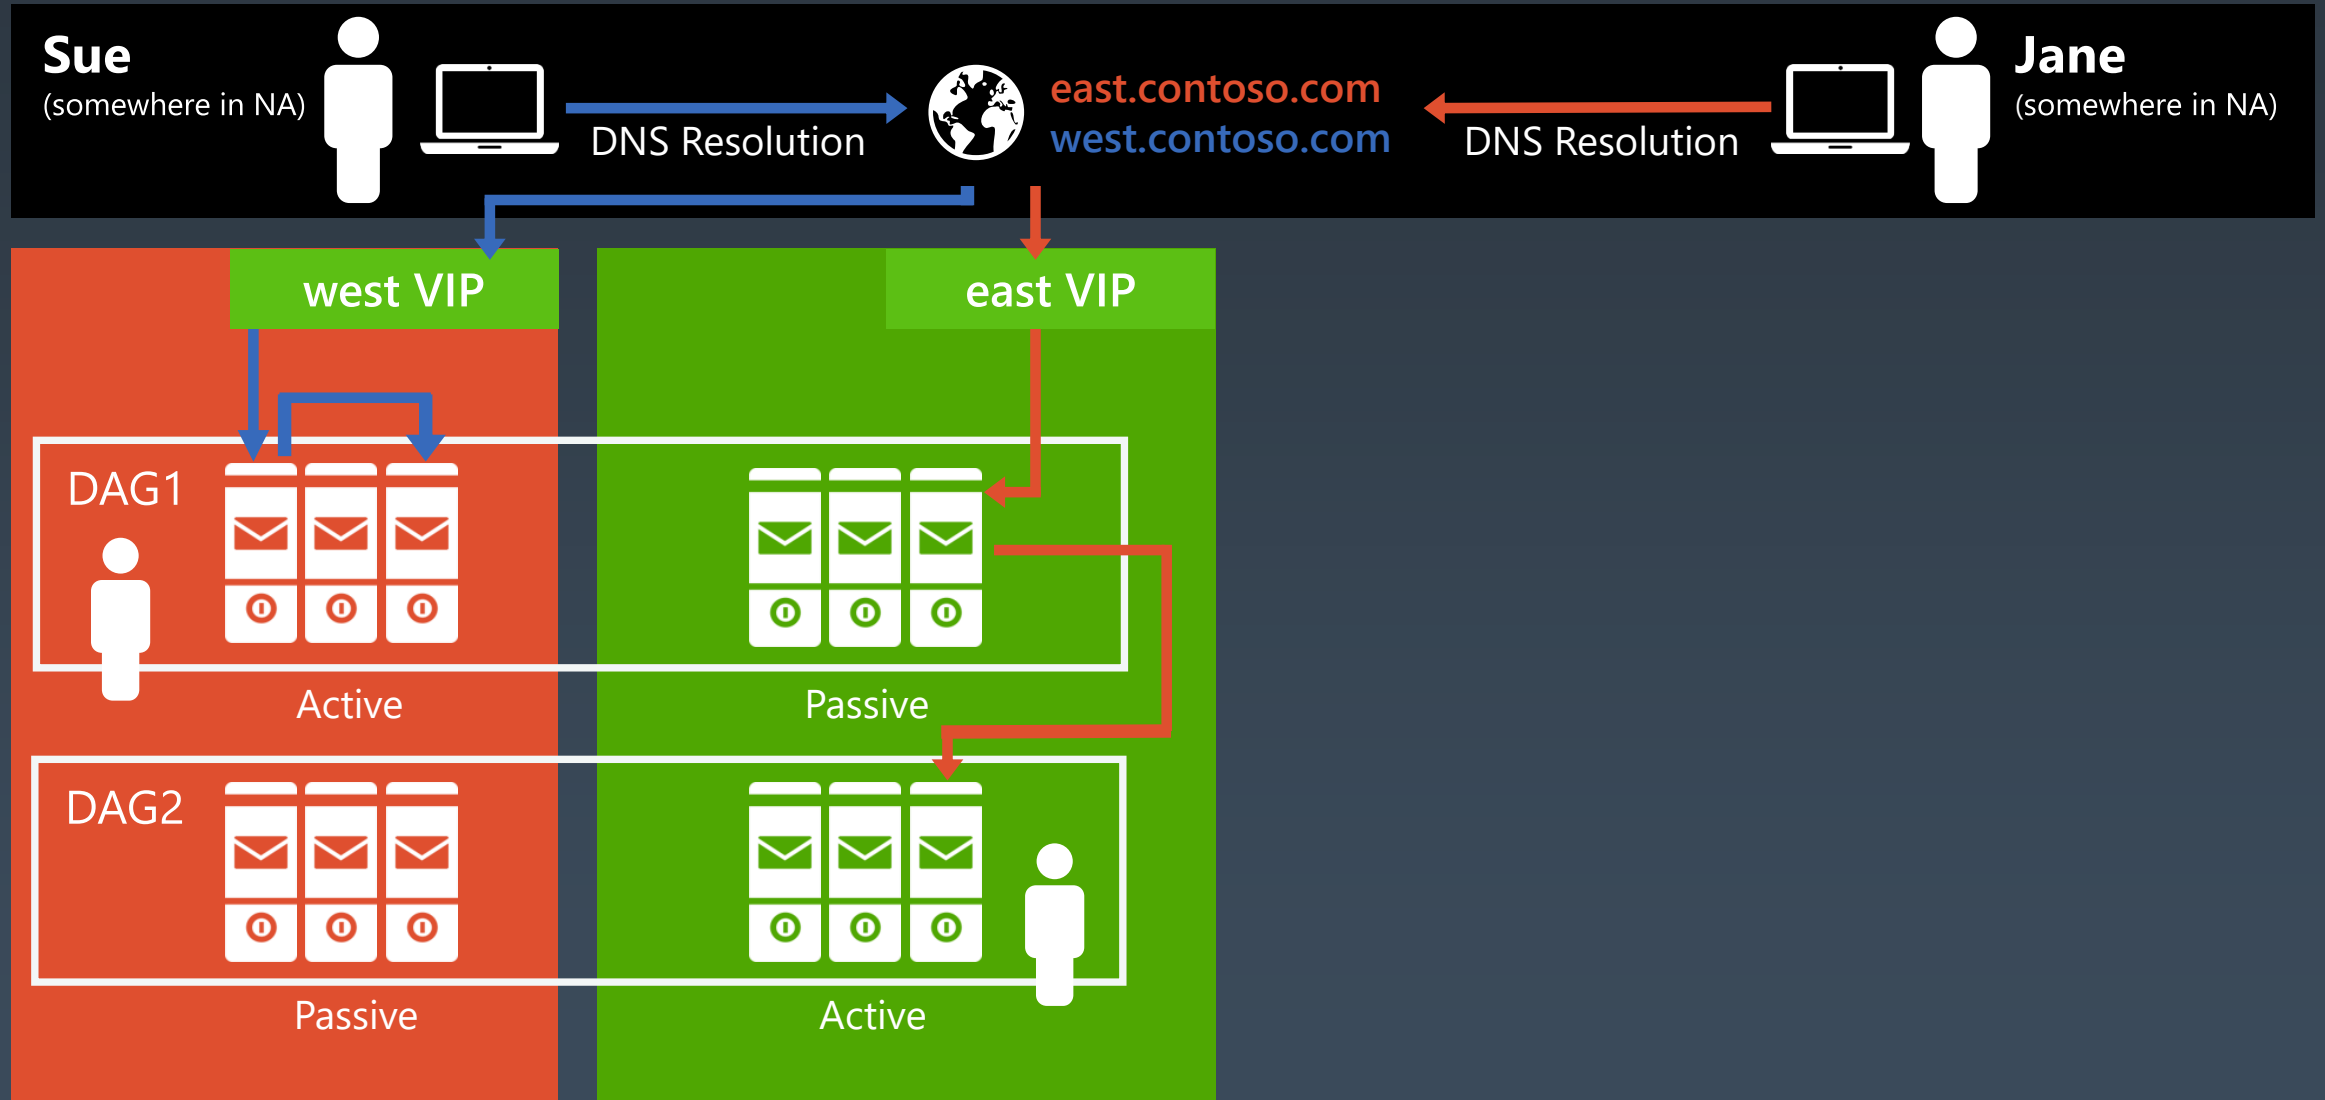 Sue
(somewhere in NA)
DNS Resolution
east.contoso.com
west.contoso.com
DNS Resolution
Jane
(somewhere in NA)
west VIP
east VIP
DAG1
Active
Passive
DAG2
Passive
Active